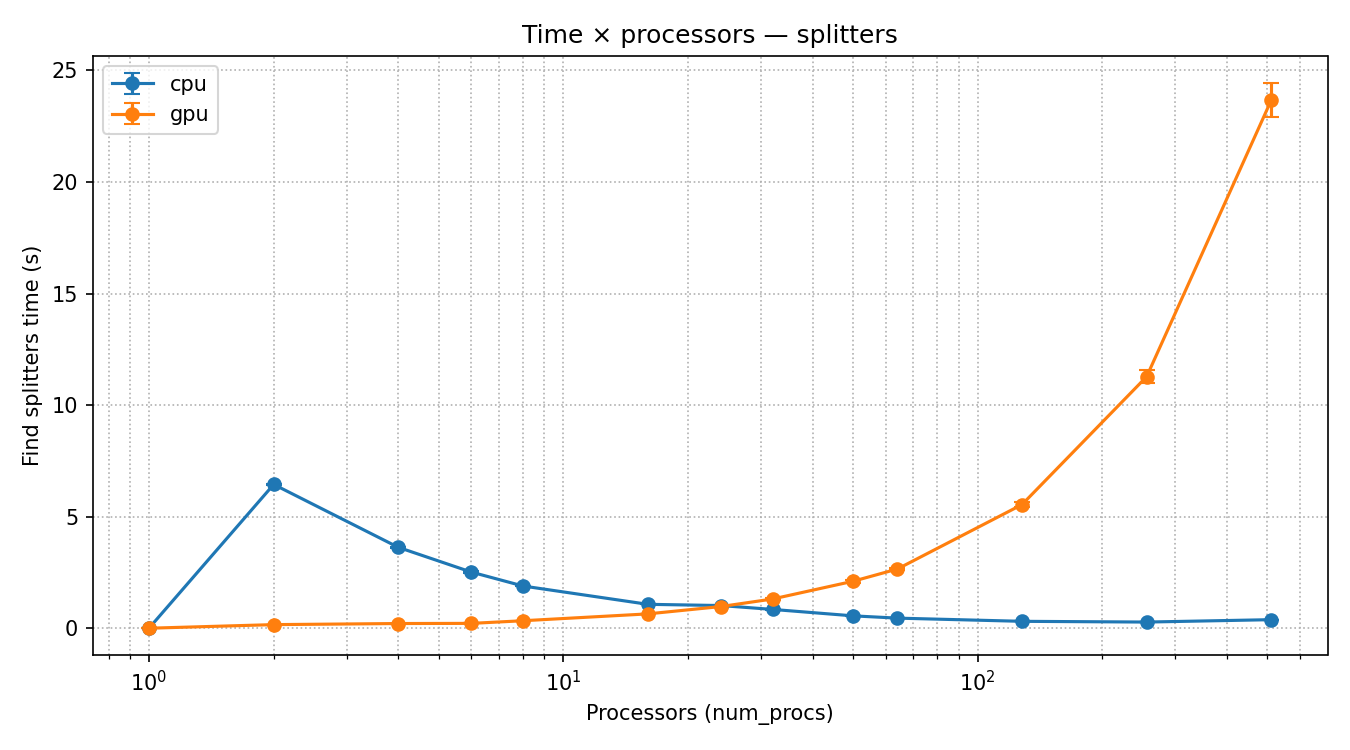 Time × processors — splitters
cpu
gpu
25
20
15
10
5
0
Find splitters time (s)
10⁰
10¹
10²
Processors (num_procs)